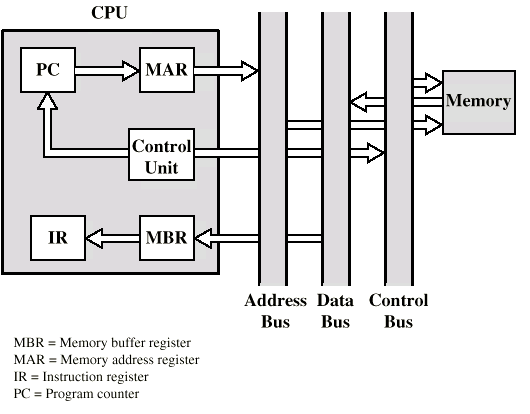 CPU
PC
MAR
Memory
Control
Unit
IR
MBR
Address Data Control
Bus Bus Bus
MBR = Memory buffer register
MAR = Memory address register
IR = Instruction register
PC = Program counter